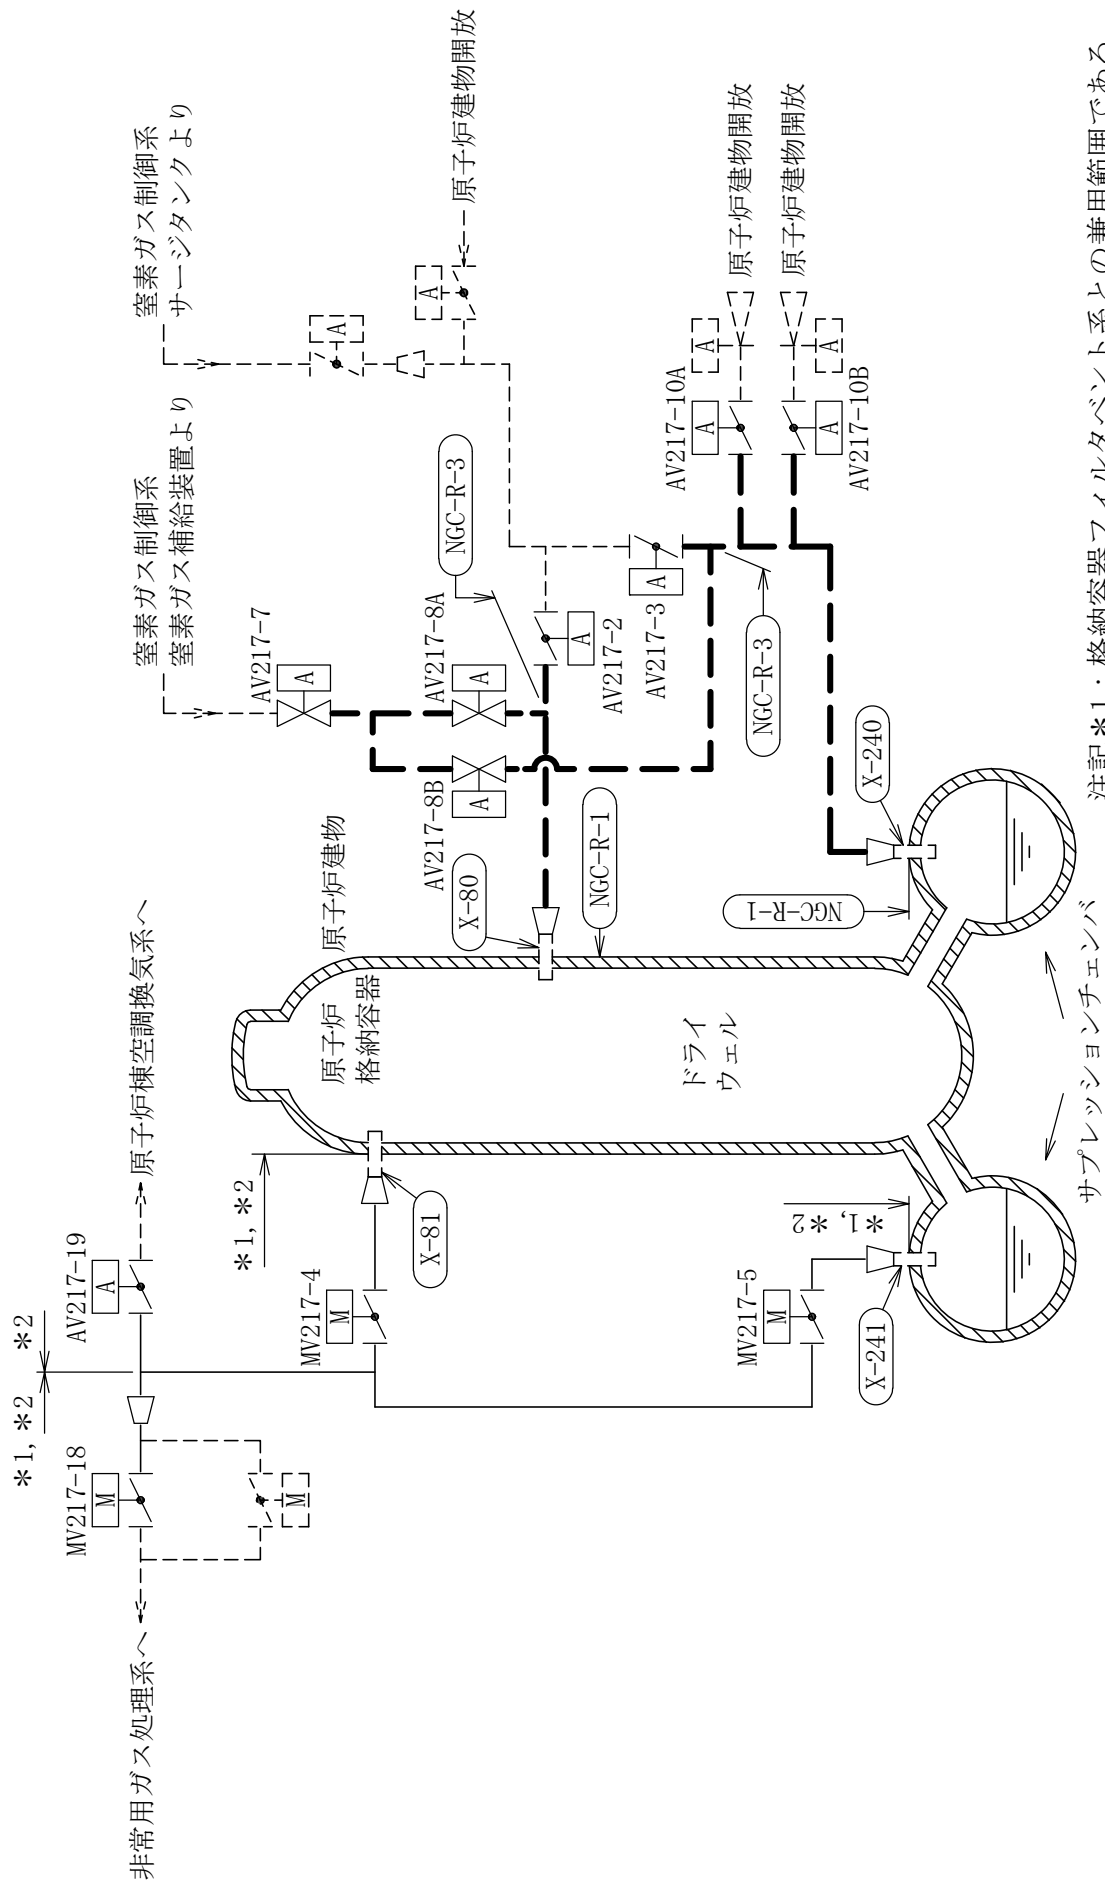 非常用ガス処理系へ
MV217-18
M
M
*1, *2
*2
AV217-19
A
原子炉棟空調換気系へ
*1, *2
MV217-4
M
X-81
MV217-5
M
X-241
*1, *2
原子炉
格納容器
原子炉建物
ドライ
ウェル
サプレッションチェンバ
窒素ガス制御系
窒素ガス補給装置より
AV217-7
A
AV217-8A
A
AV217-8B
A
X-80
NGC-R-1
NGC-R-3
AV217-2
A
AV217-3
A
NGC-R-3
X-240
NGC-R-1
窒素ガス制御系
サージタンクより
A
A
原子炉建物開放
AV217-10A
A
A
原子炉建物開放
AV217-10B
A
A
原子炉建物開放
注記*1:格納容器フィルタベント系との兼用範囲である